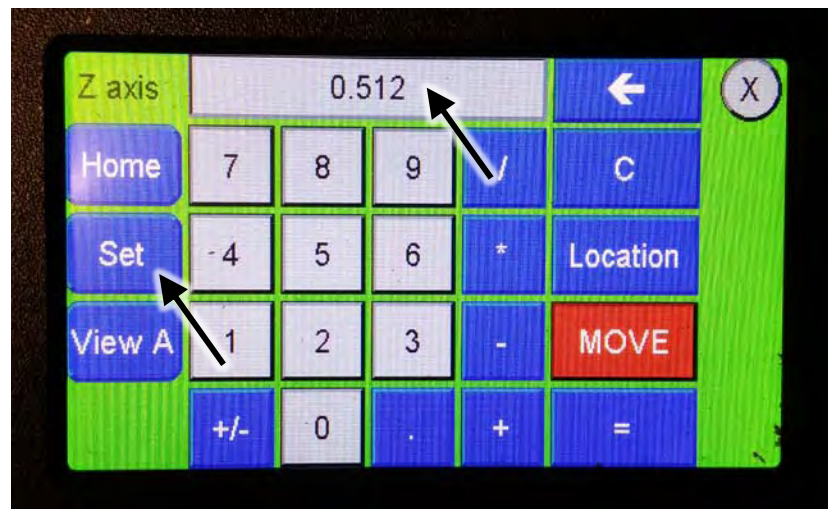 Z axis 0.512 ← X
Home 7 8 9 / C
Set 4 5 6 * Location
View A 1 2 3 - MOVE
+/- 0 . + =